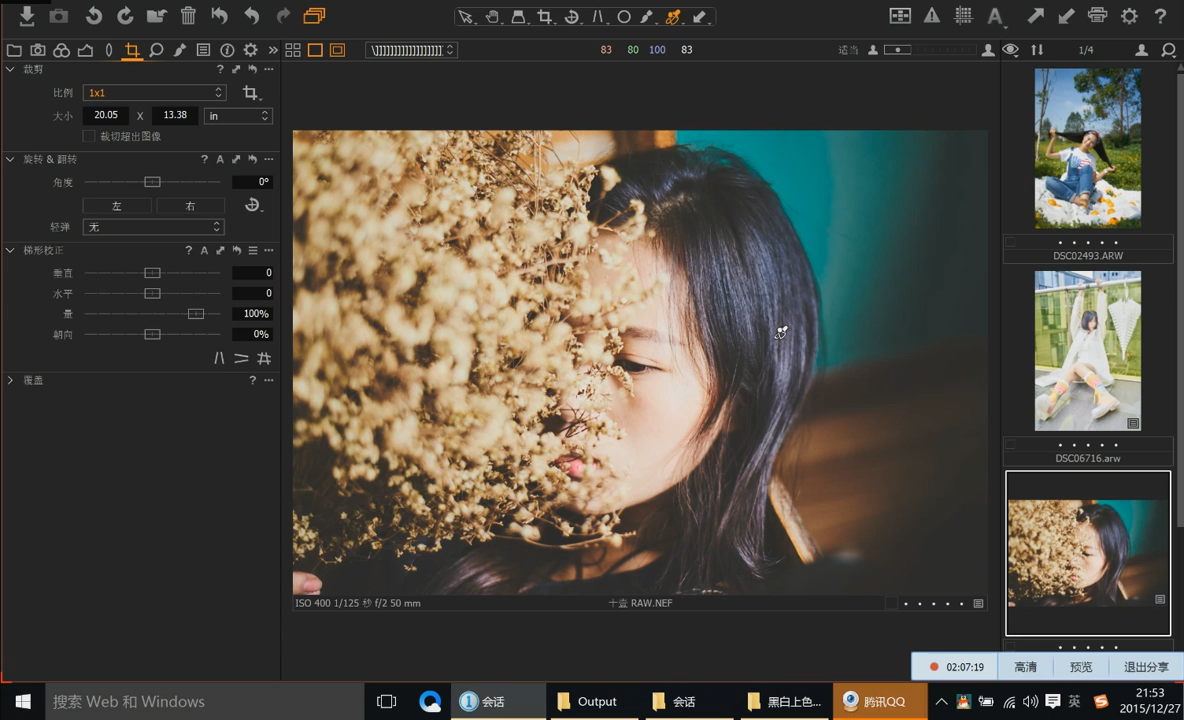 \]]]]]]]]]]]]]]]]]]]
83 80 100 83
适当
1/4
裁剪
比例 1x1
大小 20.05 X 13.38 in
裁切超出图像
旋转 & 翻转
角度 0°
左 右
轻弹 无
梯形校正
垂直 0
水平 0
量 100%
朝向 0%
覆盖
ISO 400 1/125 秒 f/2 50 mm
十壹 RAW.NEF
DSC02493.ARW
DSC06716.arw
02:07:19 高清 预览 退出分享
搜索 Web 和 Windows
会话
Output
会话
黑白上色...
腾讯QQ
英
21:53
2015/12/27